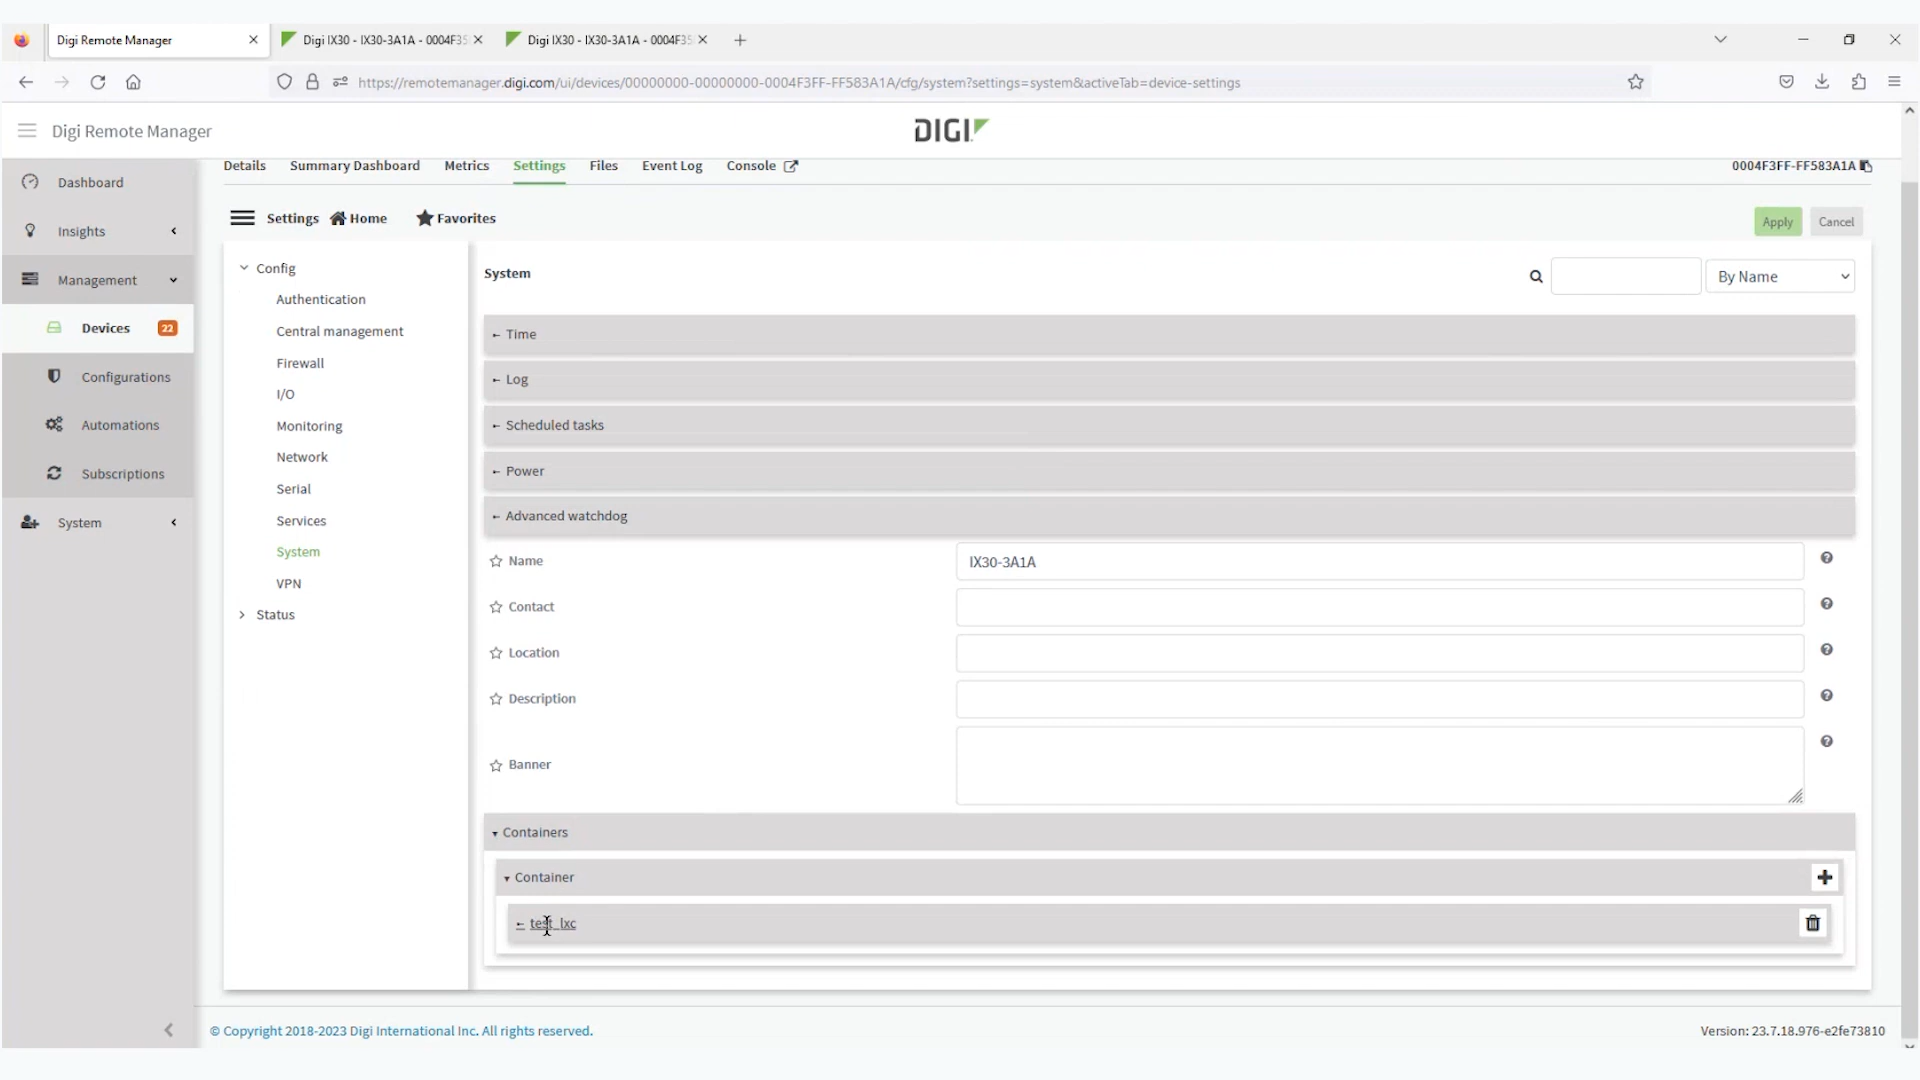 Digi Remote Manager
Digi IX30 - IX30-3A1A - 0004F35
Digi IX30 - IX30-3A1A - 0004F35
https://remotemanager.digi.com/ui/devices/00000000-00000000-0004F3FF-FF583A1A/cfg/system?settings=system&activeTab=device-settings
Digi Remote Manager
DIGI
Details Summary Dashboard Metrics Settings Files Event Log Console 0004F3FF-FF583A1A
Dashboard
Insights
Management
Devices 22
Configurations
Automations
Subscriptions
System
Settings Home Favorites
Apply Cancel
Config
Authentication
Central management
Firewall
I/O
Monitoring
Network
Serial
Services
System
VPN
Status
System
By Name
Time
Log
Scheduled tasks
Power
Advanced watchdog
Name IX30-3A1A
Contact
Location
Description
Banner
Containers
Container
test_lxc
© Copyright 2018-2023 Digi International Inc. All rights reserved.
Version: 23.7.18.976-e2fe73810